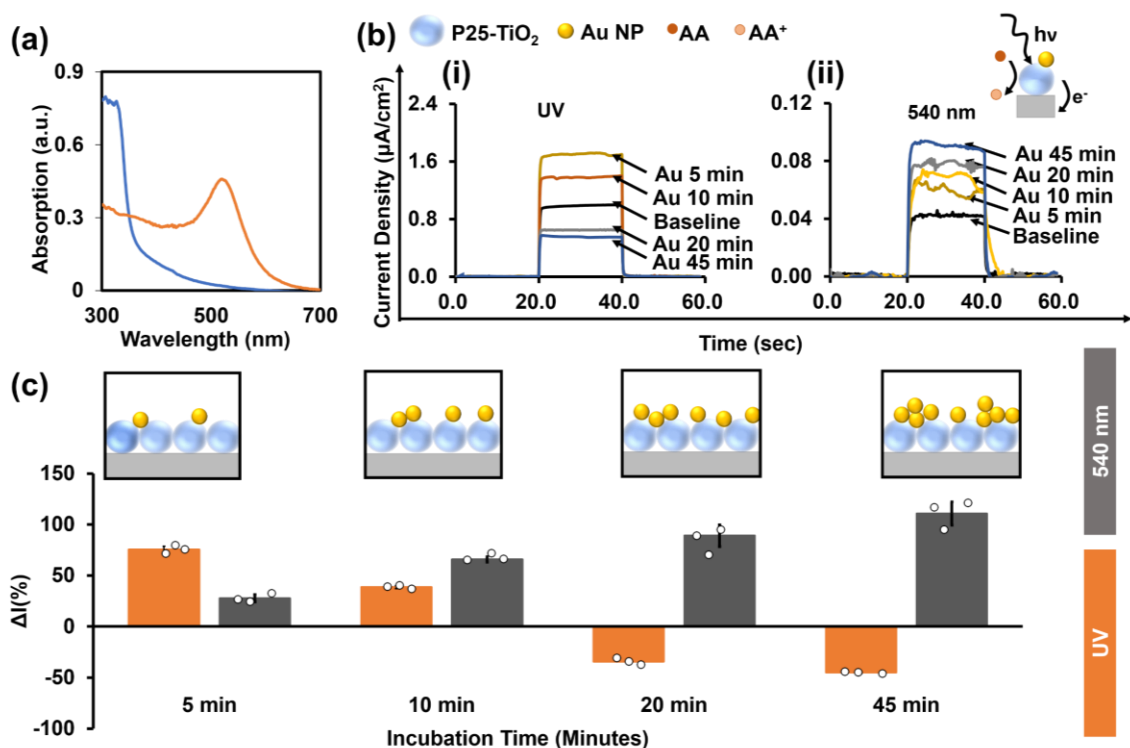 (a)
0.9
0.6
0.3
0
300 500 700
Absorption (a.u.)
Wavelength (nm)
(b) P25-TiO₂ Au NP AA AA⁺
(i)
UV
2.4
1.6
0.8
0.0
0.0 20.0 40.0 60.0
Current Density (μA/cm²)
Au 5 min
Au 10 min
Baseline
Au 20 min
Au 45 min
(ii)
hν
e⁻
540 nm
0.12
0.08
0.04
0.00
0.0 20.0 40.0 60.0
Au 45 min
Au 20 min
Au 10 min
Au 5 min
Baseline
Time (sec)
(c)
150
100
50
0
-50
-100
ΔI(%)
5 min 10 min 20 min 45 min
Incubation Time (Minutes)
540 nm
UV